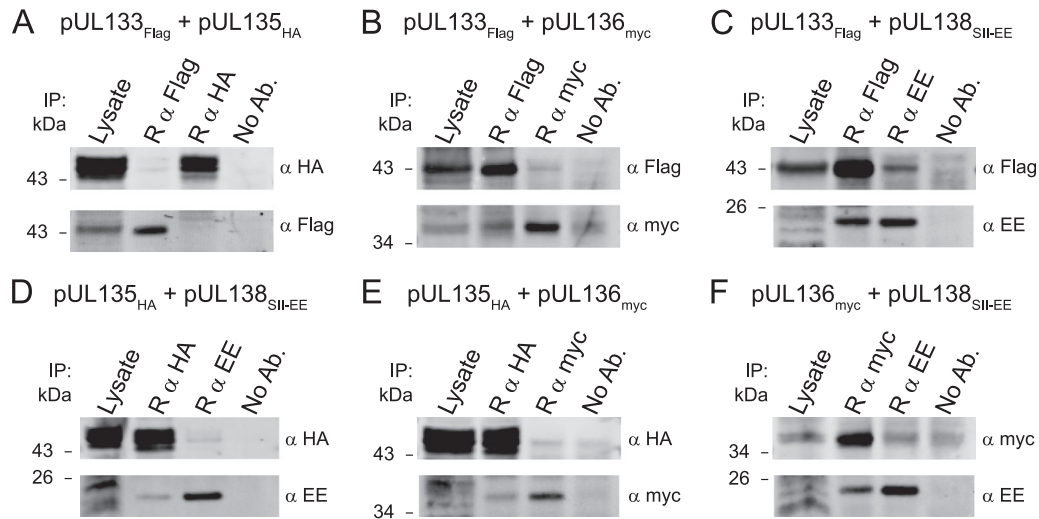 A pUL133Flag + pUL135HA
IP:
kDa
Lysate
R α Flag
R α HA
No Ab.
43 –
α HA
43 –
α Flag
B pUL133Flag + pUL136myc
IP:
kDa
Lysate
R α Flag
R α myc
No Ab.
43 –
α Flag
34 –
α myc
C pUL133Flag + pUL138SII-EE
IP:
kDa
Lysate
R α Flag
R α EE
No Ab.
43 –
α Flag
26 –
α EE
D pUL135HA + pUL138SII-EE
IP:
kDa
Lysate
R α HA
R α EE
No Ab.
43 –
α HA
26 –
α EE
E pUL135HA + pUL136myc
IP:
kDa
Lysate
R α HA
R α myc
No Ab.
43 –
α HA
34 –
α myc
F pUL136myc + pUL138SII-EE
IP:
kDa
Lysate
R α myc
R α EE
No Ab.
34 –
α myc
26 –
α EE